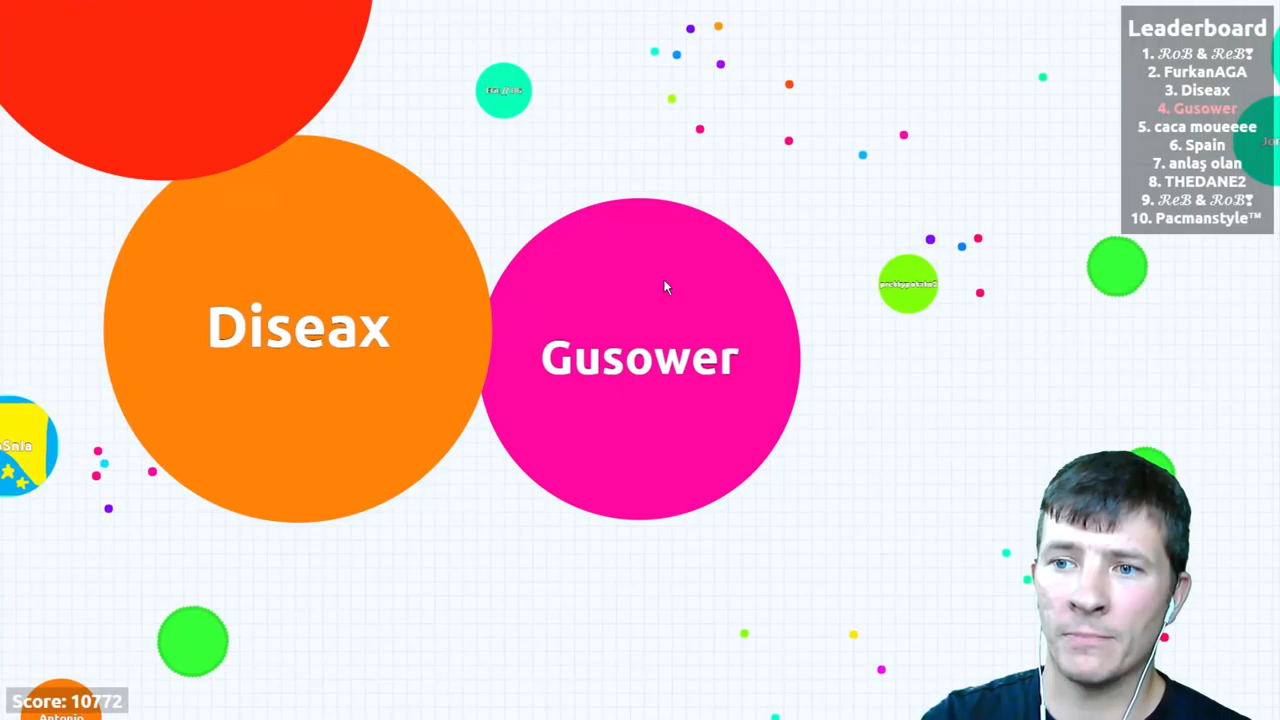 Leaderboard
1. ℛℴℬ & ℛℯℬ❣
2. FurkanAGA
3. Diseax
4. Gusower
5. caca moueeee
6. Spain
7. anlaş olan
8. THEDANE2
9. ℛℯℬ & ℛℴℬ❣
10. Pacmanstyle™
Diseax
Gusower
Score: 10772
Antonio